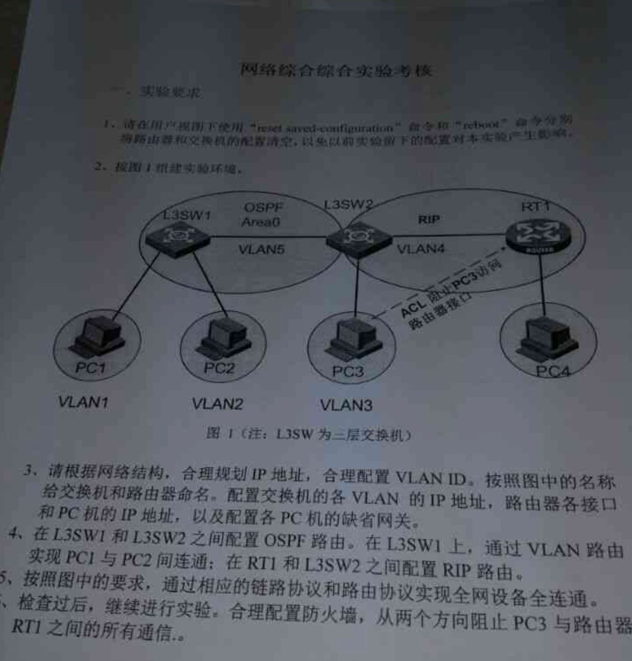 网络综合综合实验考核
一、实验要求
1、请在用户视图下使用“reset saved-configuration”命令和“reboot”命令分别
将路由器和交换机的配置清空，以免以前实验留下的配置对本实验产生影响。
2、按图1组建实验环境。
L3SW1
OSPF
Area0
L3SW2
RIP
RT1
VLAN5
VLAN4
ROUTER
ACL 阻止PC3访问
路由器接口
PC1
PC2
PC3
PC4
VLAN1
VLAN2
VLAN3
图 1（注：L3SW 为三层交换机）
3、请根据网络结构，合理规划 IP 地址，合理配置 VLAN ID。按照图中的名称
给交换机和路由器命名。配置交换机的各 VLAN 的 IP 地址，路由器各接口
和 PC 机的 IP 地址，以及配置各 PC 机的缺省网关。
4、在 L3SW1 和 L3SW2 之间配置 OSPF 路由。在 L3SW1 上，通过 VLAN 路由
实现 PC1 与 PC2 间连通；在 RT1 和 L3SW2 之间配置 RIP 路由。
5、按照图中的要求，通过相应的链路协议和路由协议实现全网设备全连通。
、检查过后，继续进行实验。合理配置防火墙，从两个方向阻止 PC3 与路由器
RT1 之间的所有通信.。